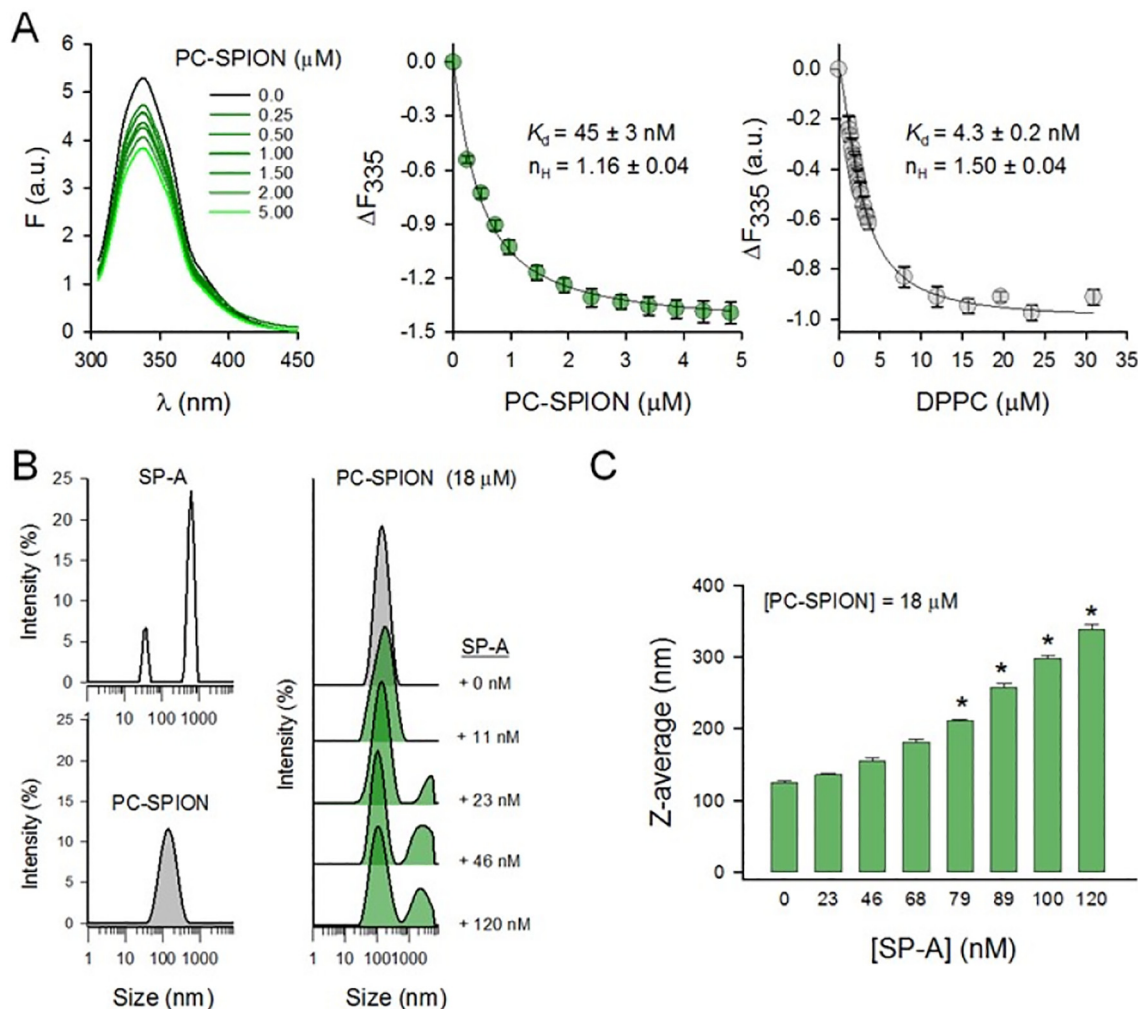 A
6
5
4
3
2
1
0
F (a.u.)
300 350 400 450
λ (nm)
PC-SPION (μM)
0.0
0.25
0.50
1.00
1.50
2.00
5.00
0.0
-0.3
-0.6
-0.9
-1.2
-1.5
ΔF335
Kd = 45 ± 3 nM
nH = 1.16 ± 0.04
0 1 2 3 4 5
PC-SPION (μM)
0.0
-0.2
-0.4
-0.6
-0.8
-1.0
ΔF335 (a.u.)
Kd = 4.3 ± 0.2 nM
nH = 1.50 ± 0.04
0 5 10 15 20 25 30 35
DPPC (μM)
B
SP-A
25
20
15
10
5
0
Intensity (%)
10 100 1000
PC-SPION
25
20
15
10
5
0
Intensity (%)
1 10 100 1000
Size (nm)
PC-SPION (18 μM)
Intensity (%)
SP-A
+ 0 nM
+ 11 nM
+ 23 nM
+ 46 nM
+ 120 nM
1 10 100 1000
Size (nm)
C
400
300
200
100
0
Z-average (nm)
[PC-SPION] = 18 μM
* * * *
0 23 46 68 79 89 100 120
[SP-A] (nM)